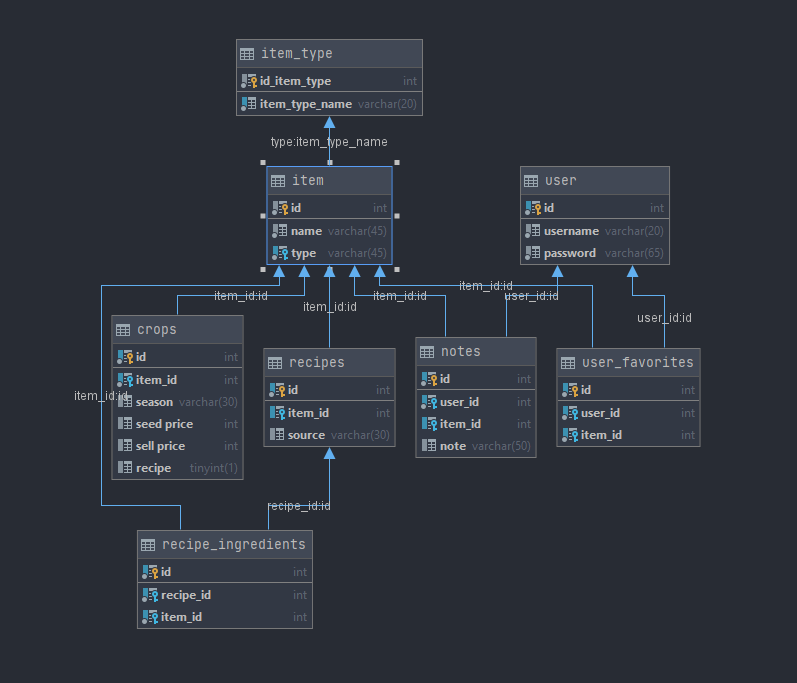 item_type
id_item_type int
item_type_name varchar(20)
type:item_type_name
item
id int
name varchar(45)
type varchar(45)
user
id int
username varchar(20)
password varchar(65)
item_id:id
item_id:id
item_id:id
item_id:id
user_id:id
user_id:id
item_id:id
crops
id int
item_id int
season varchar(30)
seed price int
sell price int
recipe tinyint(1)
recipes
id int
item_id int
source varchar(30)
notes
id int
user_id int
item_id int
note varchar(50)
user_favorites
id int
user_id int
item_id int
recipe_id:id
recipe_ingredients
id int
recipe_id int
item_id int